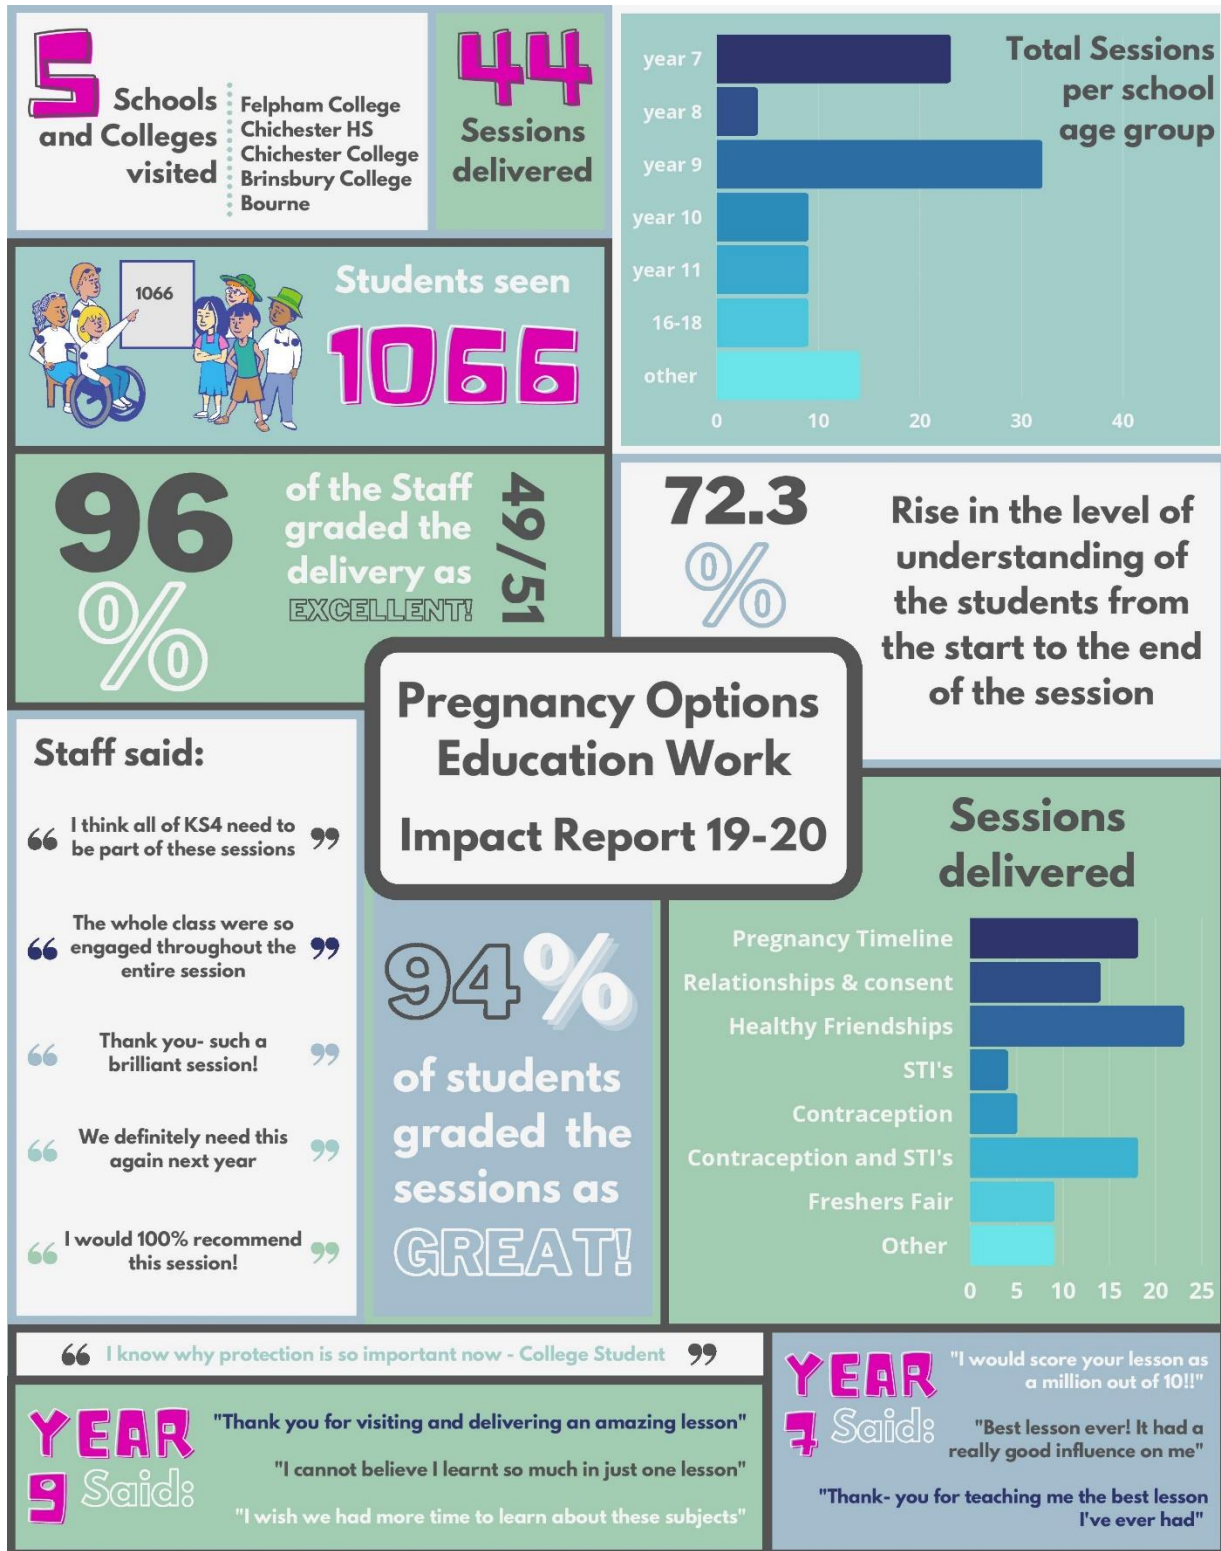 5
Schools
and Colleges
visited
Felpham College
Chichester HS
Chichester College
Brinsbury College
Bourne
44
Sessions
delivered
Total Sessions
per school
age group
year 7
year 8
year 9
year 10
year 11
16-18
other
0 10 20 30 40
1066
Students seen
1066
96
%
of the Staff
graded the
delivery as
EXCELLENT!
49/51
72.3
%
Rise in the level of
understanding of
the students from
the start to the end
of the session
Pregnancy Options
Education Work
Impact Report 19-20
Staff said:
❝ I think all of KS4 need to
be part of these sessions ❞
❝ The whole class were so
engaged throughout the
entire session ❞
❝ Thank you- such a
brilliant session! ❞
❝ We definitely need this
again next year ❞
❝ I would 100% recommend
this session! ❞
94%
of students
graded the
sessions as
GREAT!
Sessions
delivered
Pregnancy Timeline
Relationships & consent
Healthy Friendships
STI's
Contraception
Contraception and STI's
Freshers Fair
Other
0 5 10 15 20 25
❝ I know why protection is so important now - College Student ❞
YEAR
9 Said:
"Thank you for visiting and delivering an amazing lesson"
"I cannot believe I learnt so much in just one lesson"
"I wish we had more time to learn about these subjects"
YEAR
7 Said:
"I would score your lesson as
a million out of 10!!"
"Best lesson ever! It had a
really good influence on me"
"Thank- you for teaching me the best lesson
I've ever had"